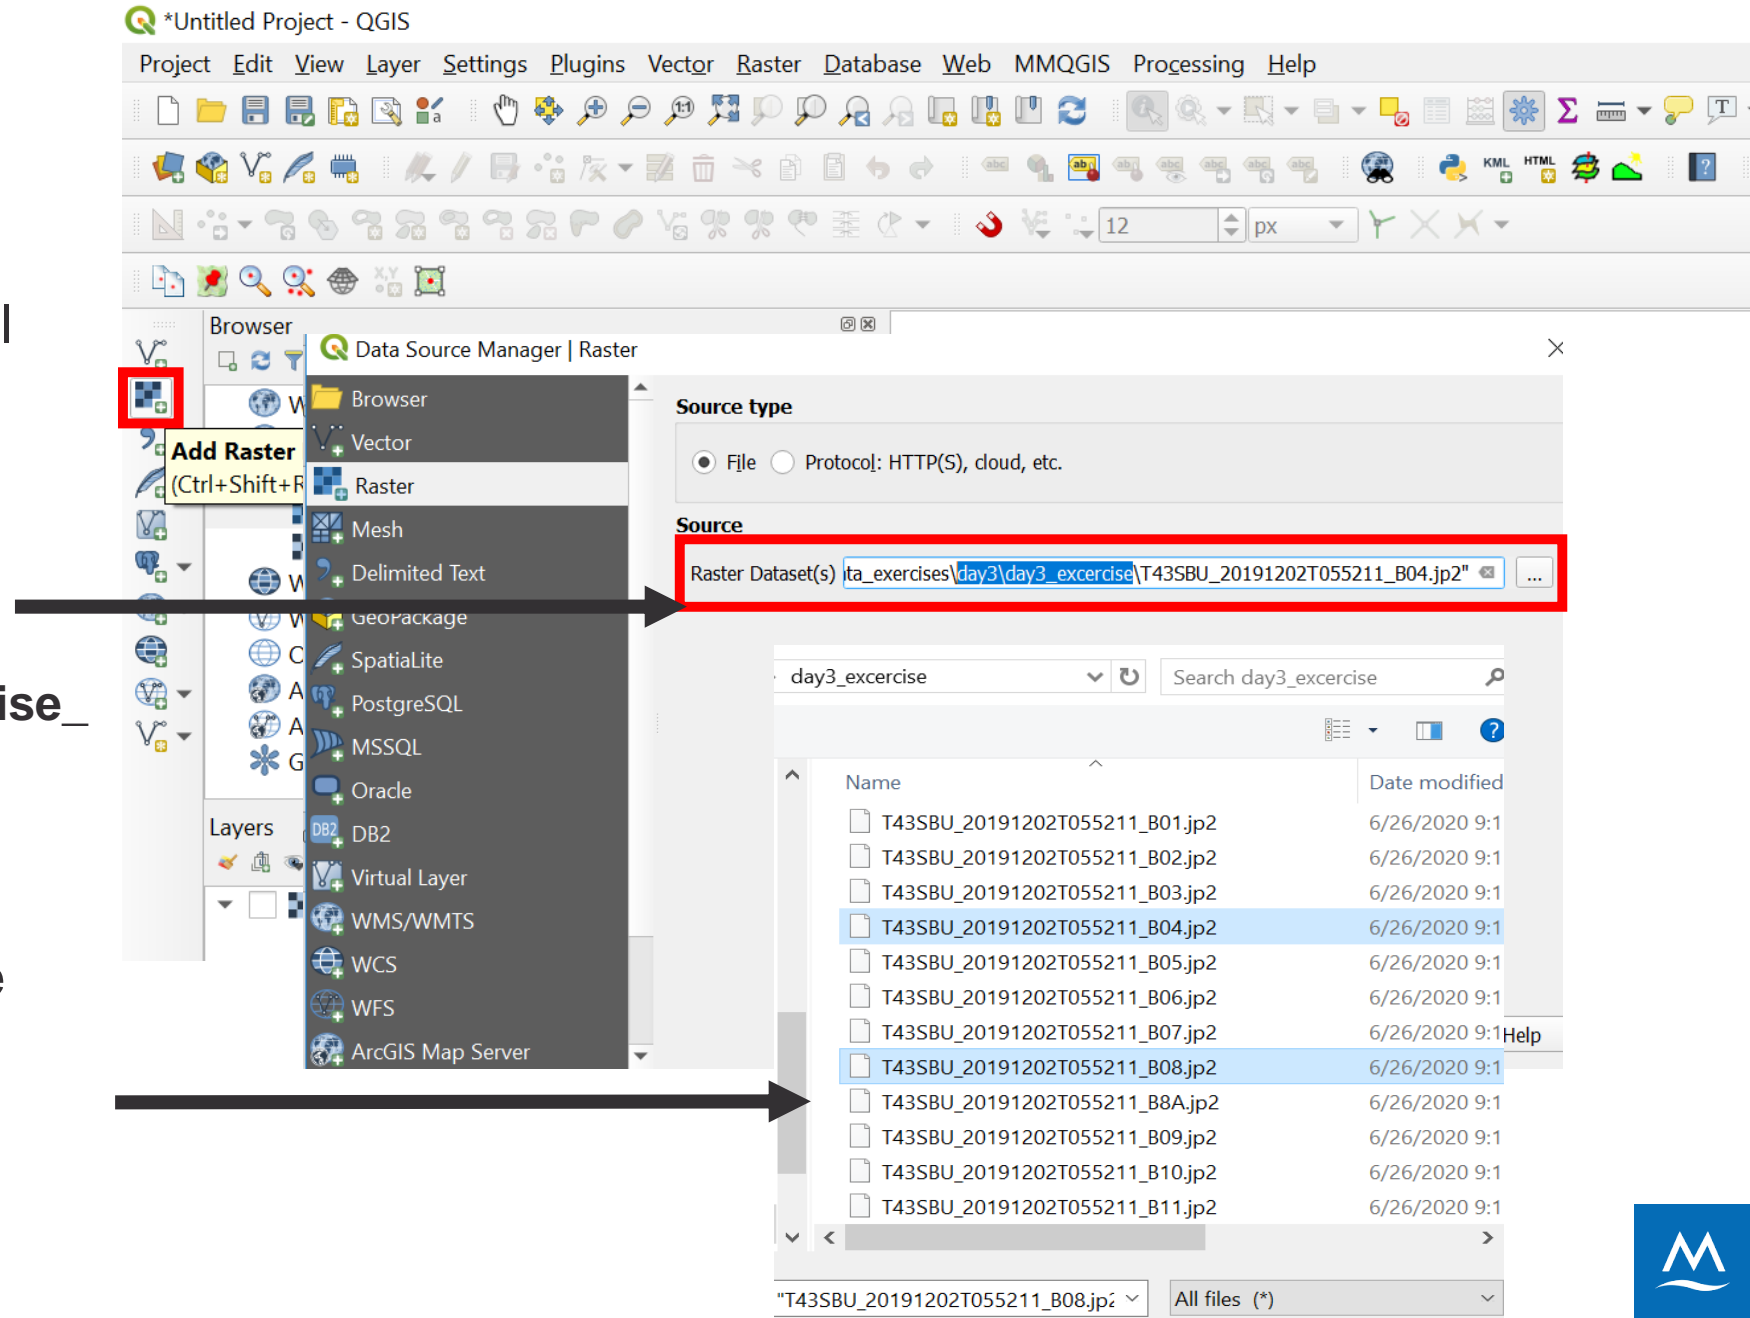 *Untitled Project - QGIS
Project Edit View Layer Settings Plugins Vector Raster Database Web MMQGIS Processing Help
KML HTML
12 px
Browser
Data Source Manager | Raster
Add Raster
(Ctrl+Shift+R
Browser
Vector
Raster
Mesh
Delimited Text
GeoPackage
SpatiaLite
PostgreSQL
MSSQL
Oracle
DB2
Virtual Layer
WMS/WMTS
WCS
WFS
ArcGIS Map Server
Source type
File Protocol: HTTP(S), cloud, etc.
Source
Raster Dataset(s) ta_exercises\day3\day3_excercise\T43SBU_20191202T055211_B04.jp2" ...
ise_
e
Layers
day3_excercise Search day3_excercise
Name Date modified
T43SBU_20191202T055211_B01.jp2 6/26/2020 9:1
T43SBU_20191202T055211_B02.jp2 6/26/2020 9:1
T43SBU_20191202T055211_B03.jp2 6/26/2020 9:1
T43SBU_20191202T055211_B04.jp2 6/26/2020 9:1
T43SBU_20191202T055211_B05.jp2 6/26/2020 9:1
T43SBU_20191202T055211_B06.jp2 6/26/2020 9:1
T43SBU_20191202T055211_B07.jp2 6/26/2020 9:1
Help
T43SBU_20191202T055211_B08.jp2 6/26/2020 9:1
T43SBU_20191202T055211_B8A.jp2 6/26/2020 9:1
T43SBU_20191202T055211_B09.jp2 6/26/2020 9:1
T43SBU_20191202T055211_B10.jp2 6/26/2020 9:1
T43SBU_20191202T055211_B11.jp2 6/26/2020 9:1
"T43SBU_20191202T055211_B08.jp2 All files (*)